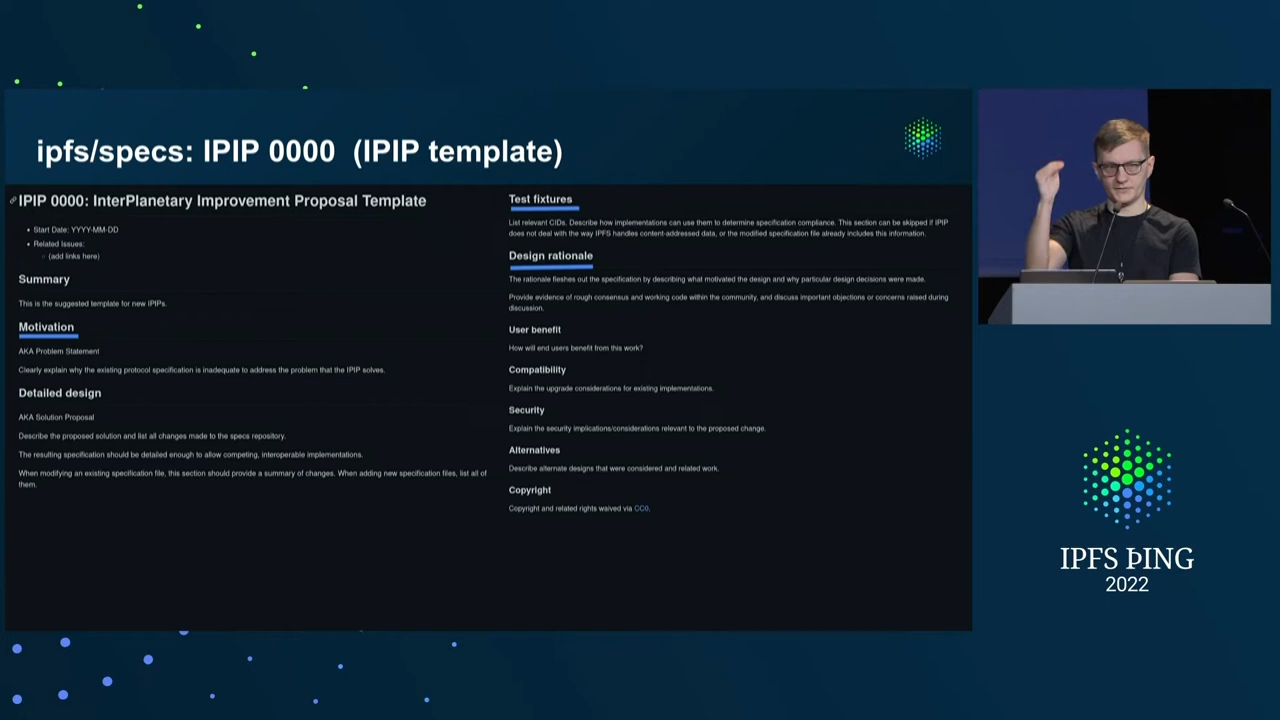 ipfs/specs: IPIP 0000 (IPIP template)
IPIP 0000: InterPlanetary Improvement Proposal Template
Start Date: YYYY-MM-DD
Related Issues:
(add links here)
Summary
This is the suggested template for new IPIPs.
Motivation
AKA Problem Statement
Clearly explain why the existing protocol specification is inadequate to address the problem that the IPIP solves.
Detailed design
AKA Solution Proposal
Describe the proposed solution and list all changes made to the specs repository.
The resulting specification should be detailed enough to allow competing, interoperable implementations.
When modifying an existing specification file, this section should provide a summary of changes. When adding new specification files, list all of
them.
Test fixtures
List relevant CIDs. Describe how implementations can use them to determine specification compliance. This section can be skipped if IPIP
does not deal with the way IPFS handles content-addressed data, or the modified specification file already includes this information.
Design rationale
The rationale fleshes out the specification by describing what motivated the design and why particular design decisions were made.
Provide evidence of rough consensus and working code within the community, and discuss important objections or concerns raised during
discussion.
User benefit
How will end users benefit from this work?
Compatibility
Explain the upgrade considerations for existing implementations.
Security
Explain the security implications/considerations relevant to the proposed change.
Alternatives
Describe alternate designs that were considered and related work.
Copyright
Copyright and related rights waived via CC0.
IPFS ÞING
2022